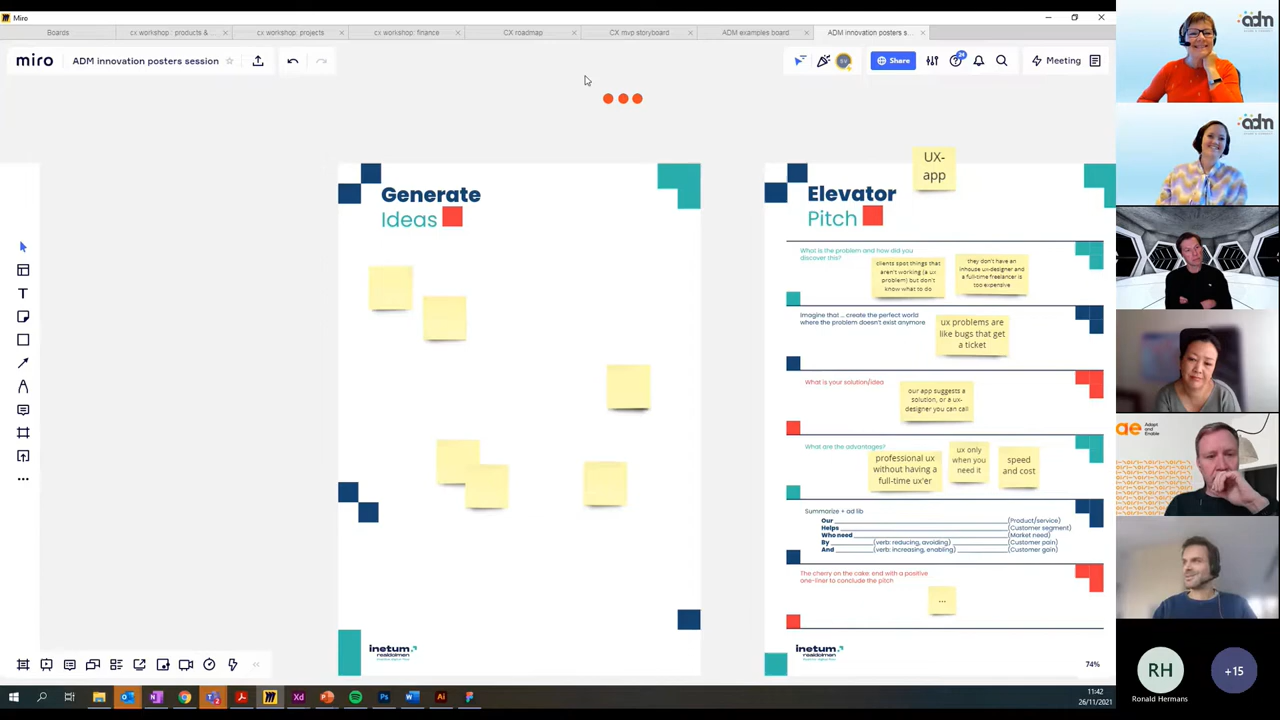 Miro
Boards
cx workshop : products & ...
cx workshop: projects
cx workshop: finance
CX roadmap
CX mvp storyboard
ADM examples board
ADM innovation posters s...
miro
ADM innovation posters session
Share
Meeting
Generate
Ideas
inetum
realdolmen
UX-
app
Elevator
Pitch
What is the problem and how did you
discover this?
clients spot things that
aren't working (a ux
problem) but don't
know what to do
they don't have an
inhouse ux-designer and
a full-time freelancer is
too expensive
Imagine that ... create the perfect world
where the problem doesn't exist anymore
ux problems are
like bugs that get
a ticket
What is your solution/idea
our app suggests a
solution, or a ux-
designer you can call
What are the advantages?
professional ux
without having a
full-time ux'er
ux only
when you
need it
speed
and cost
Summarize + ad lib
Our (Product/service)
Helps (Customer segment)
Who need (Market need)
By (verb: reducing, avoiding) (Customer pain)
And (verb: increasing, enabling) (Customer gain)
The cherry on the cake: end with a positive
one-liner to conclude the pitch
...
inetum
realdolmen
74%
11:42
26/11/2021
adm
adm
ae Adapt
and
Enable
RH
Ronald Hermans
+15